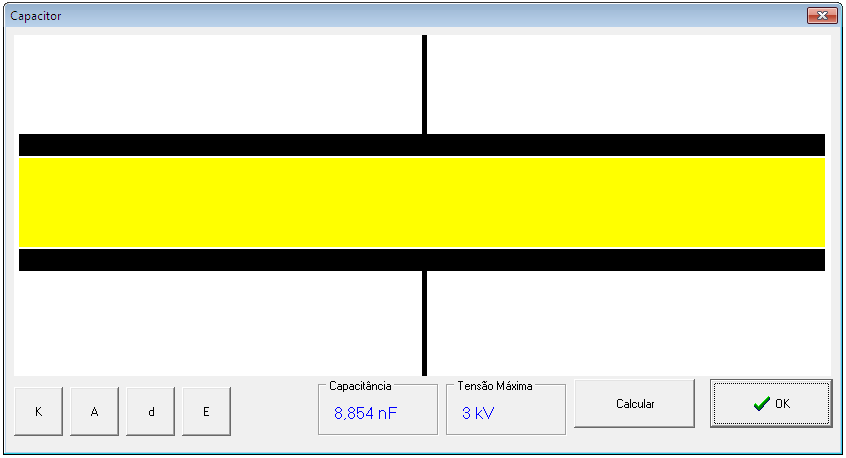 Capacitor
K A d E
Capacitância
8,854 nF
Tensão Máxima
3 kV
Calcular
OK